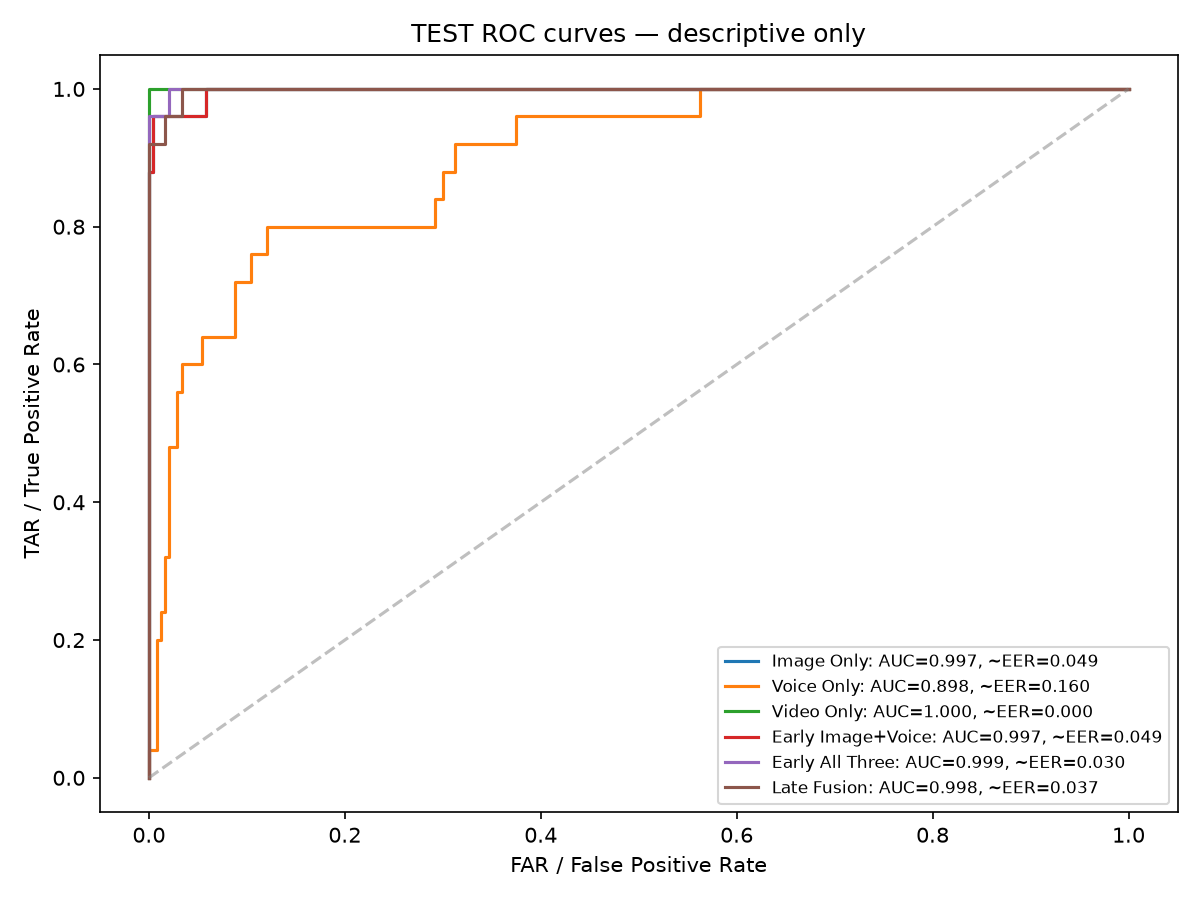 TEST ROC curves — descriptive only
TAR / True Positive Rate
1.0
0.8
0.6
0.4
0.2
0.0
0.0 0.2 0.4 0.6 0.8 1.0
FAR / False Positive Rate
Image Only: AUC=0.997, ~EER=0.049
Voice Only: AUC=0.898, ~EER=0.160
Video Only: AUC=1.000, ~EER=0.000
Early Image+Voice: AUC=0.997, ~EER=0.049
Early All Three: AUC=0.999, ~EER=0.030
Late Fusion: AUC=0.998, ~EER=0.037